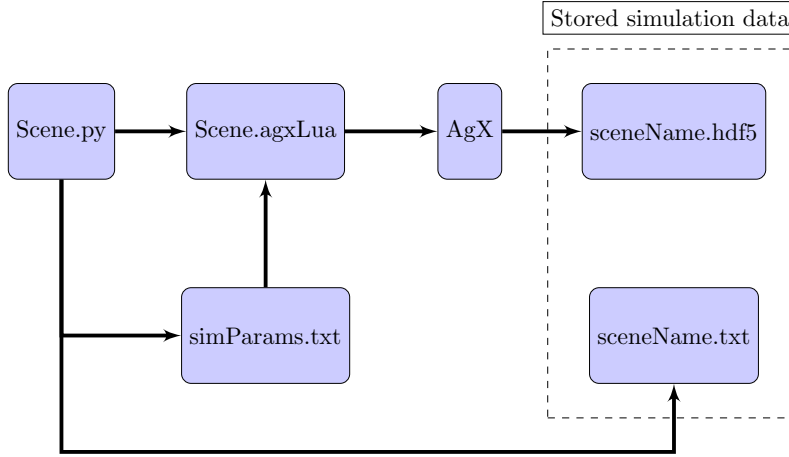 Stored simulation data
Scene.py
Scene.agxLua
AgX
sceneName.hdf5
simParams.txt
sceneName.txt